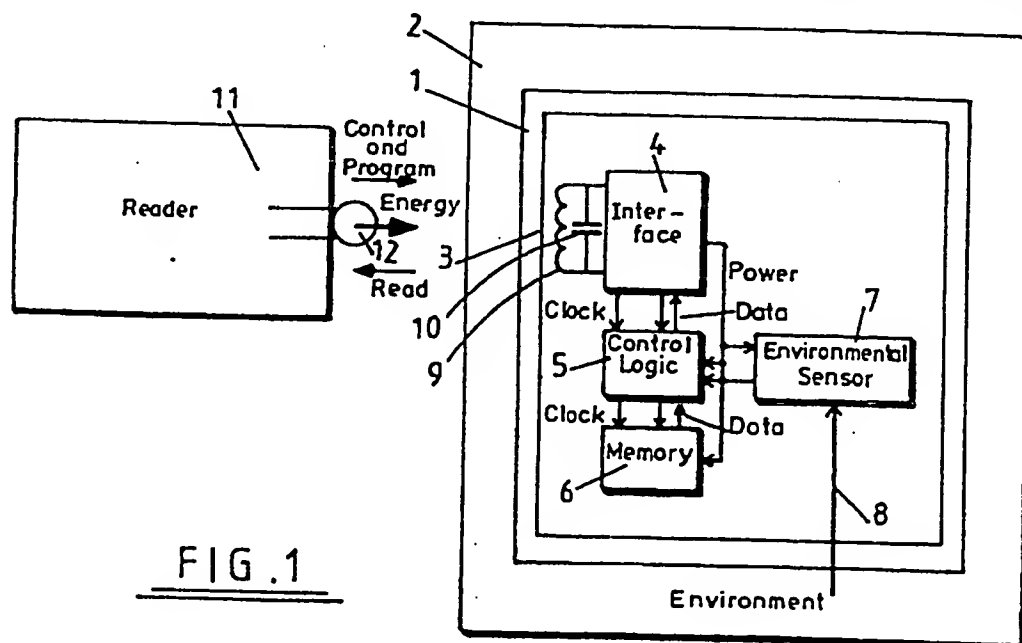 2
1
11
Control
and
Program
Energy
12
Read
Reader
4
Inter-
face
3
10
9
Power
Clock
Data
7
5
Control
Logic
Environmental
Sensor
Clock
Data
Memory
6
8
Environment
FIG.1